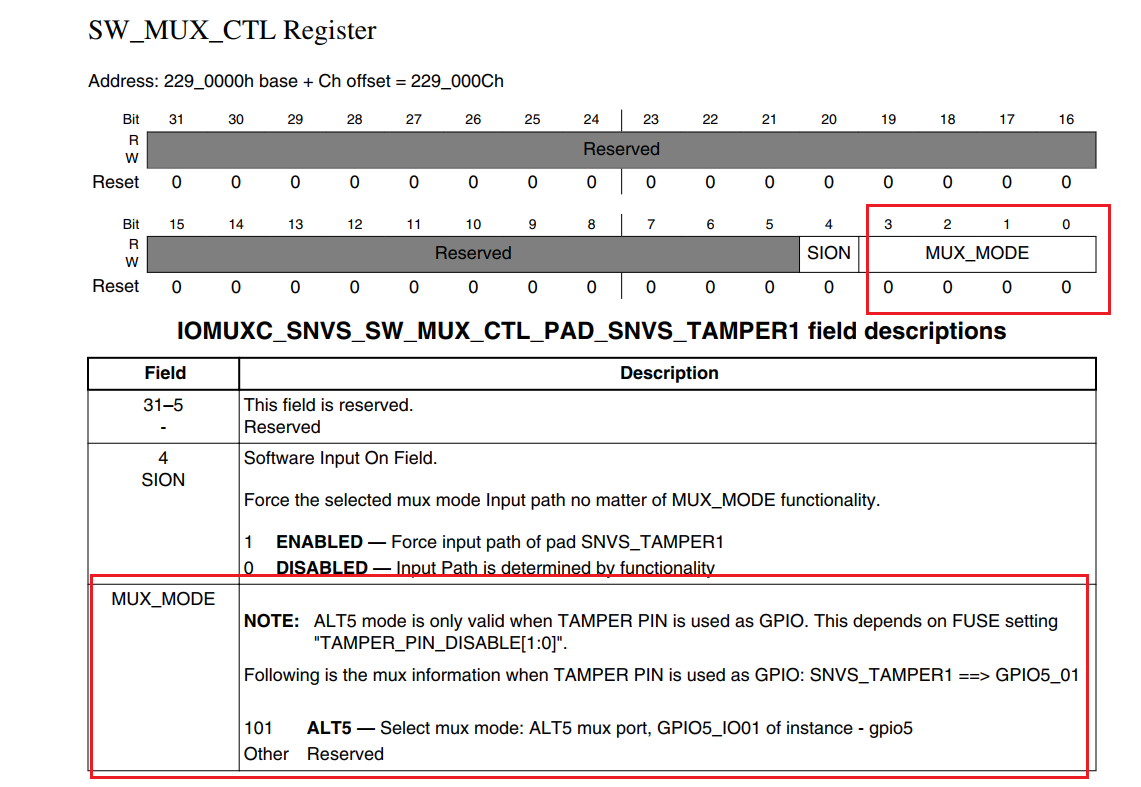 SW_MUX_CTL Register
Address: 229_0000h base + Ch offset = 229_000Ch
Bit 31 30 29 28 27 26 25 24 23 22 21 20 19 18 17 16
R
W
Reserved
Reset 0 0 0 0 0 0 0 0 0 0 0 0 0 0 0 0
Bit 15 14 13 12 11 10 9 8 7 6 5 4 3 2 1 0
R
W
Reserved SION MUX_MODE
Reset 0 0 0 0 0 0 0 0 0 0 0 0 0 0 0 0
IOMUXC_SNVS_SW_MUX_CTL_PAD_SNVS_TAMPER1 field descriptions
Field Description
31–5 This field is reserved.
- Reserved
4 Software Input On Field.
SION
Force the selected mux mode Input path no matter of MUX_MODE functionality.
1 ENABLED — Force input path of pad SNVS_TAMPER1
0 DISABLED — Input Path is determined by functionality
MUX_MODE
NOTE: ALT5 mode is only valid when TAMPER PIN is used as GPIO. This depends on FUSE setting
"TAMPER_PIN_DISABLE[1:0]".
Following is the mux information when TAMPER PIN is used as GPIO: SNVS_TAMPER1 ==> GPIO5_01
101 ALT5 — Select mux mode: ALT5 mux port, GPIO5_IO01 of instance - gpio5
Other Reserved